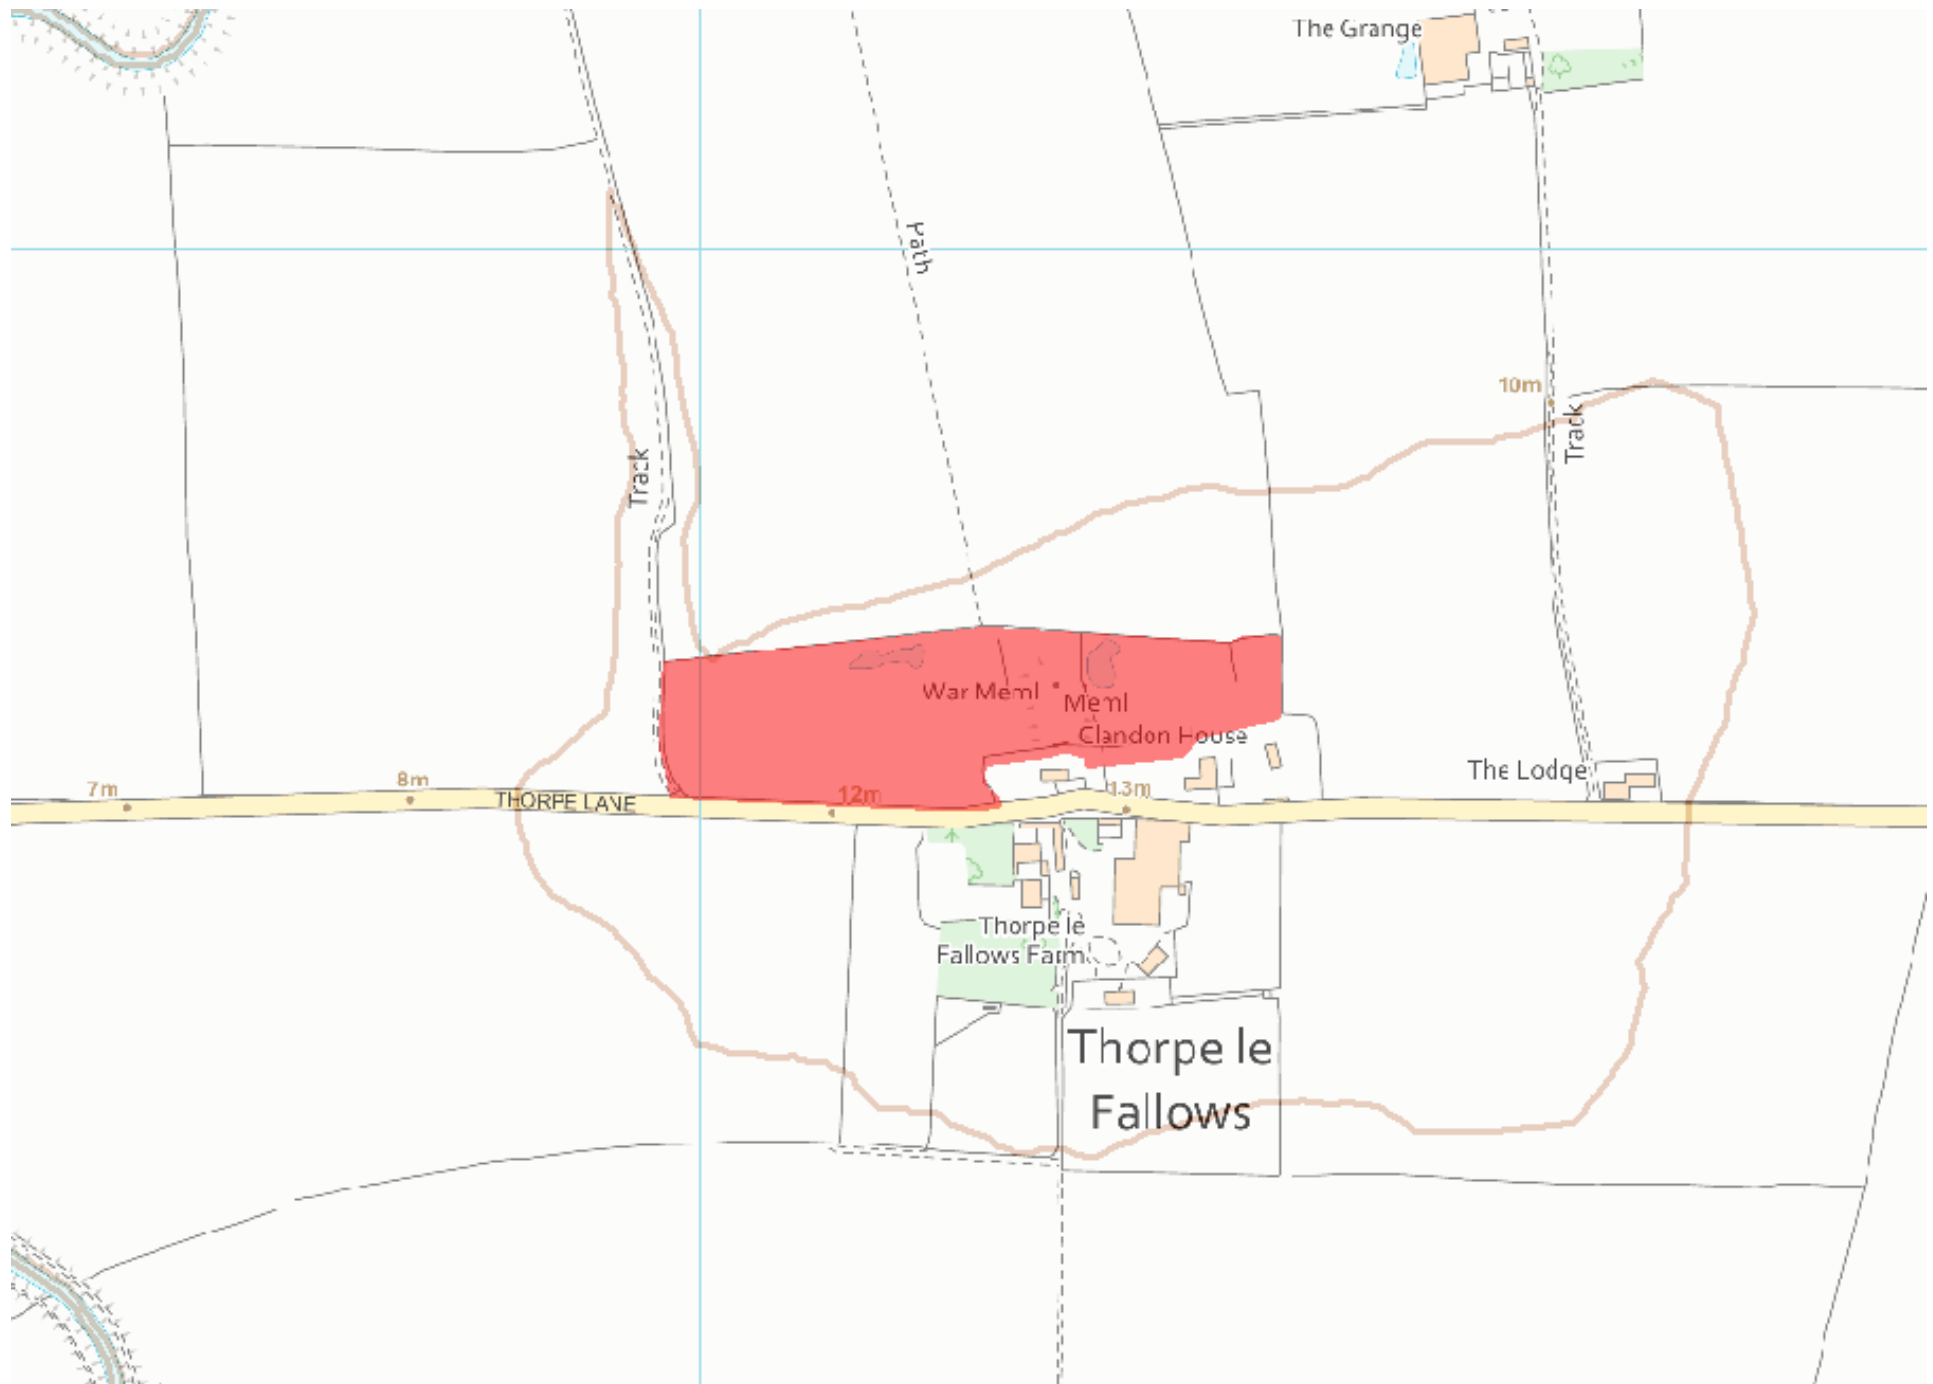 The Grange
Path
10m
Track
Track
War Meml
Meml
Clandon House
The Lodge
7m
8m
THORPE LANE
12m
13m
Thorpe le
Fallows Farm
Thorpe le
Fallows